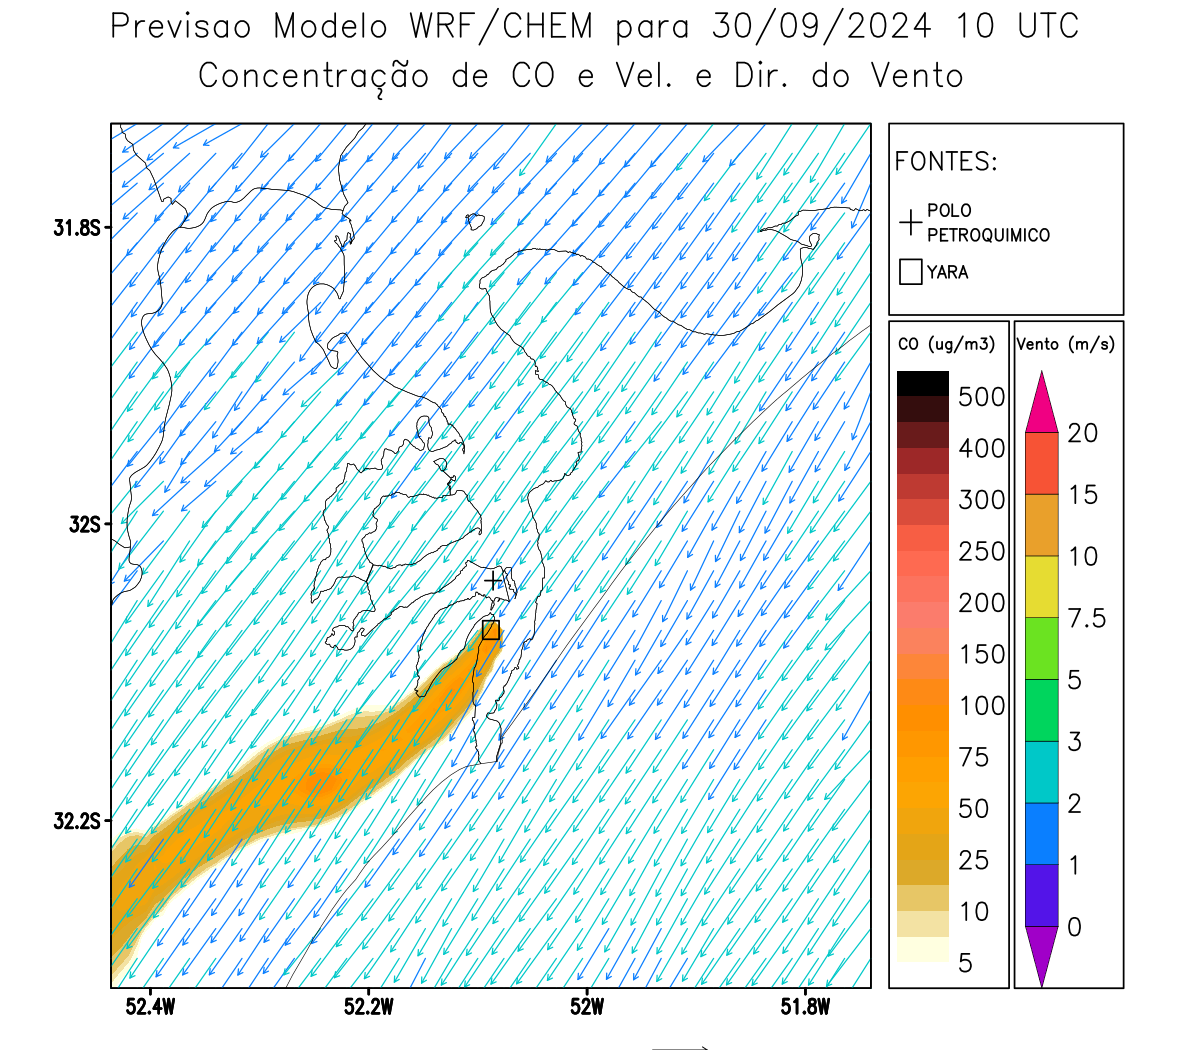 Previsao Modelo WRF/CHEM para 30/09/2024 10 UTC
Concentração de CO e Vel. e Dir. do Vento
FONTES:
POLO
PETROQUIMICO
YARA
CO (ug/m3)
500
400
300
250
200
150
100
75
50
25
10
5
Vento (m/s)
20
15
10
7.5
5
3
2
1
0
31.8S
32S
32.2S
52.4W
52.2W
52W
51.8W